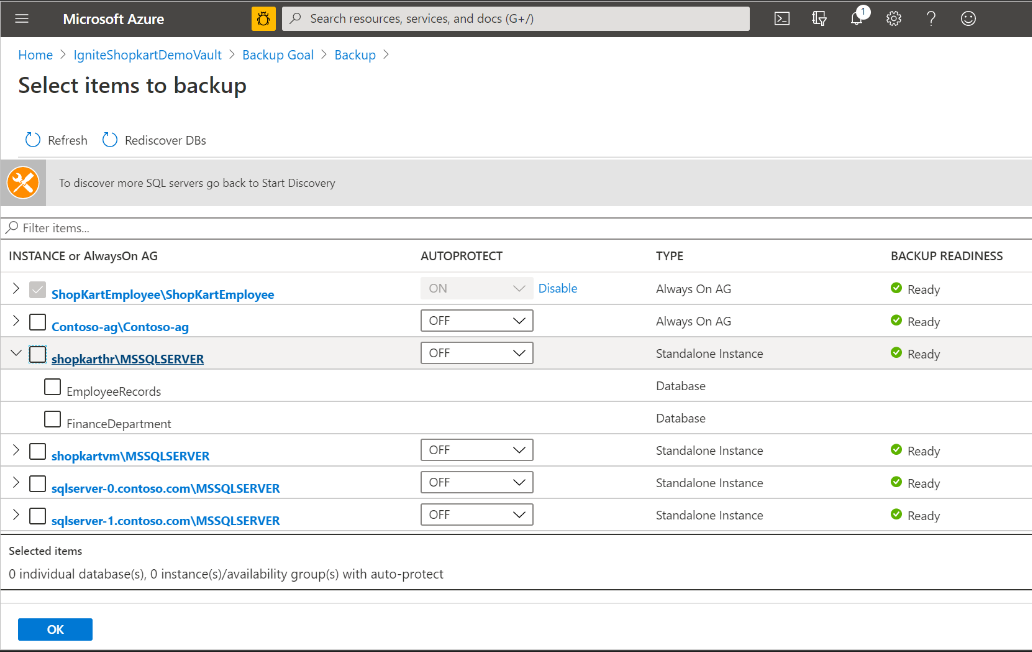 Microsoft Azure Search resources, services, and docs (G+/) 1
Home > IgniteShopkartDemoVault > Backup Goal > Backup >
Select items to backup
Refresh Rediscover DBs
To discover more SQL servers go back to Start Discovery
Filter items...
INSTANCE or AlwaysOn AG AUTOPROTECT TYPE BACKUP READINESS
ShopKartEmployee\ShopKartEmployee ON Disable Always On AG Ready
Contoso-ag\Contoso-ag OFF Always On AG Ready
shopkarthr\MSSQLSERVER OFF Standalone Instance Ready
EmployeeRecords Database
FinanceDepartment Database
shopkartvm\MSSQLSERVER OFF Standalone Instance Ready
sqlserver-0.contoso.com\MSSQLSERVER OFF Standalone Instance Ready
sqlserver-1.contoso.com\MSSQLSERVER OFF Standalone Instance Ready
Selected items
0 individual database(s), 0 instance(s)/availability group(s) with auto-protect
OK